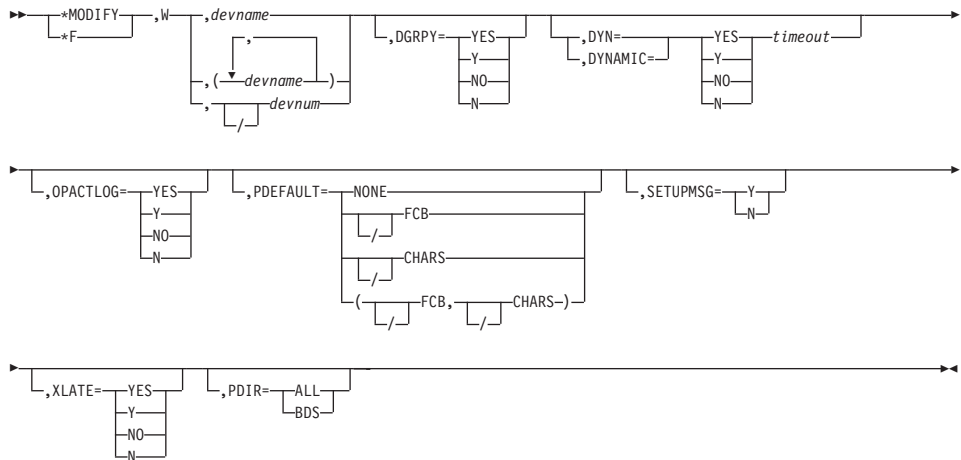 *MODIFY ,W ,devname ,DGRPY= YES ,DYN= YES timeout
*F , Y ,DYNAMIC= Y
,( devname ) NO NO
, devnum N N
/
,OPACTLOG= YES ,PDEFAULT= NONE ,SETUPMSG= Y
Y FCB N
NO /
N CHARS
/
( FCB, CHARS )
/ /
,XLATE= YES ,PDIR= ALL
Y BDS
NO
N